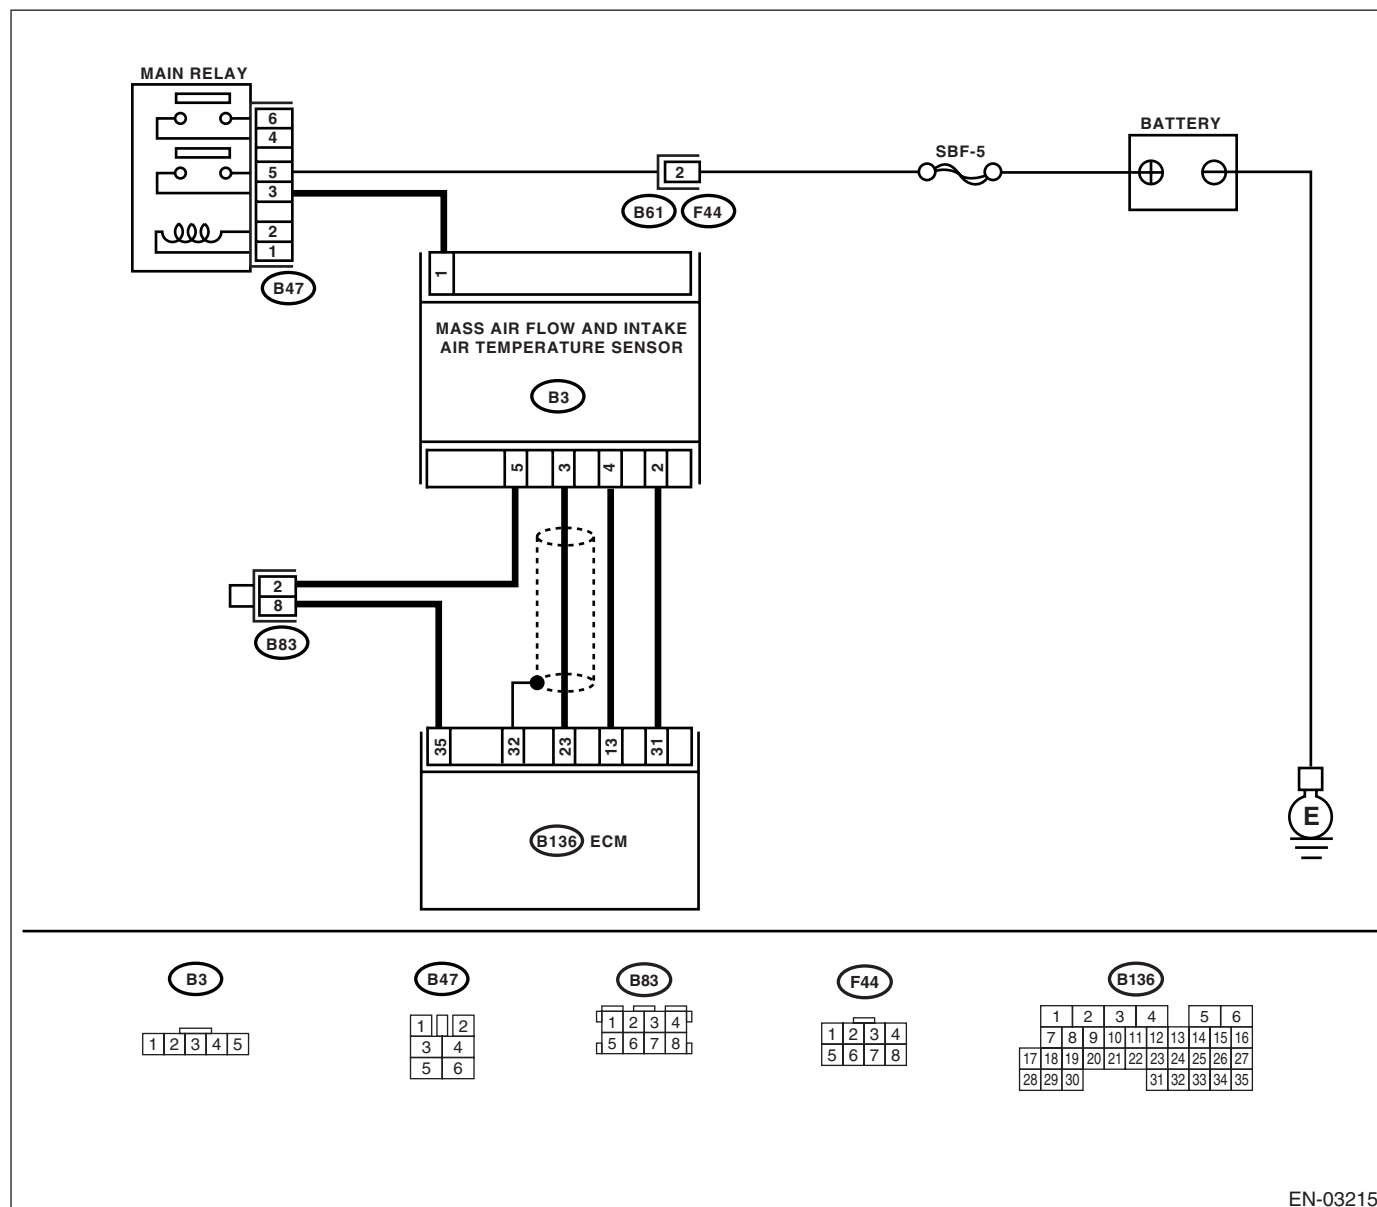 MAIN RELAY
6
4
5
3
2
1
B47
2
B61 F44
SBF-5
BATTERY
1
MASS AIR FLOW AND INTAKE
AIR TEMPERATURE SENSOR
B3
5 3 4 2
2
8
B83
35 32 23 13 31
B136 ECM
E
B3
1 2 3 4 5
B47
1 2
3 4
5 6
B83
1 2 3 4
5 6 7 8
F44
1 2 3 4
5 6 7 8
B136
1 2 3 4 5 6
7 8 9 10 11 12 13 14 15 16
17 18 19 20 21 22 23 24 25 26 27
28 29 30 31 32 33 34 35
EN-03215